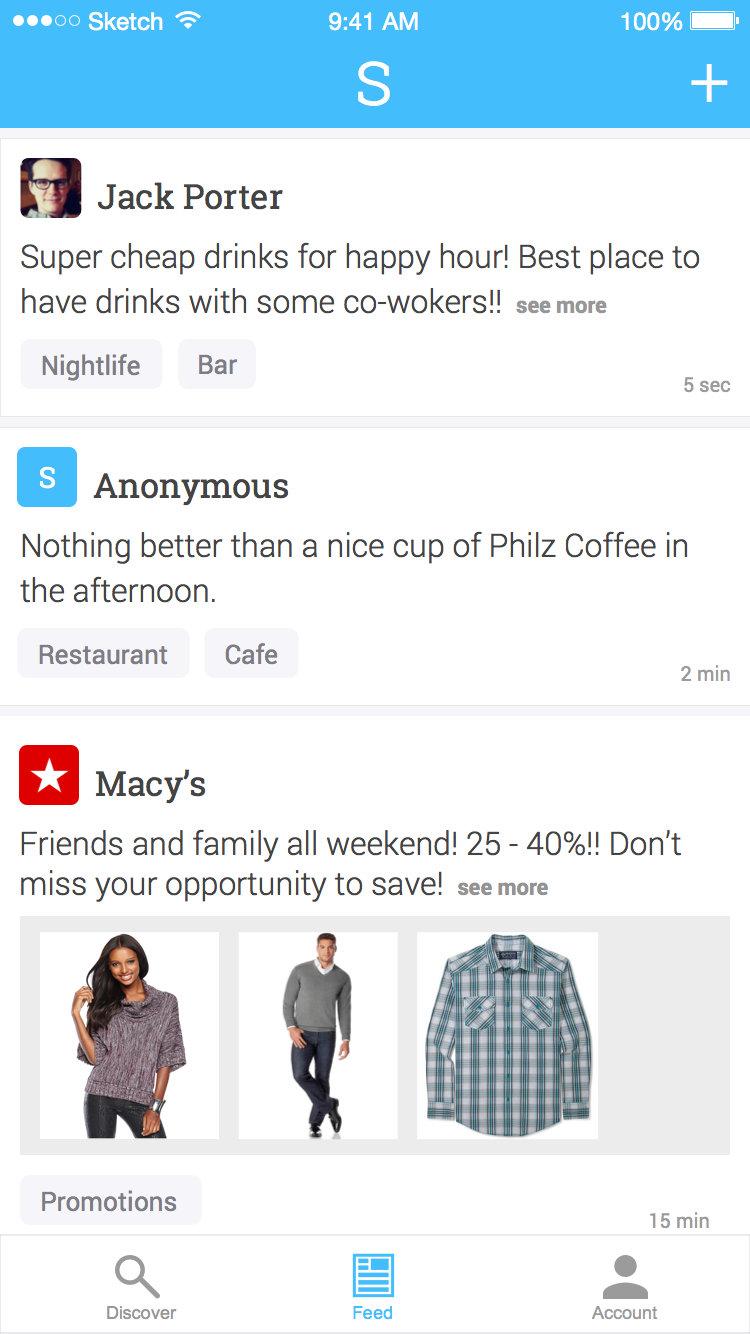 Sketch 9:41 AM 100%
S
Jack Porter
Super cheap drinks for happy hour! Best place to
have drinks with some co-wokers!! see more
Nightlife Bar
5 sec
S Anonymous
Nothing better than a nice cup of Philz Coffee in
the afternoon.
Restaurant Cafe
2 min
Macy’s
Friends and family all weekend! 25 - 40%!! Don’t
miss your opportunity to save! see more
Promotions
15 min
Discover Feed Account